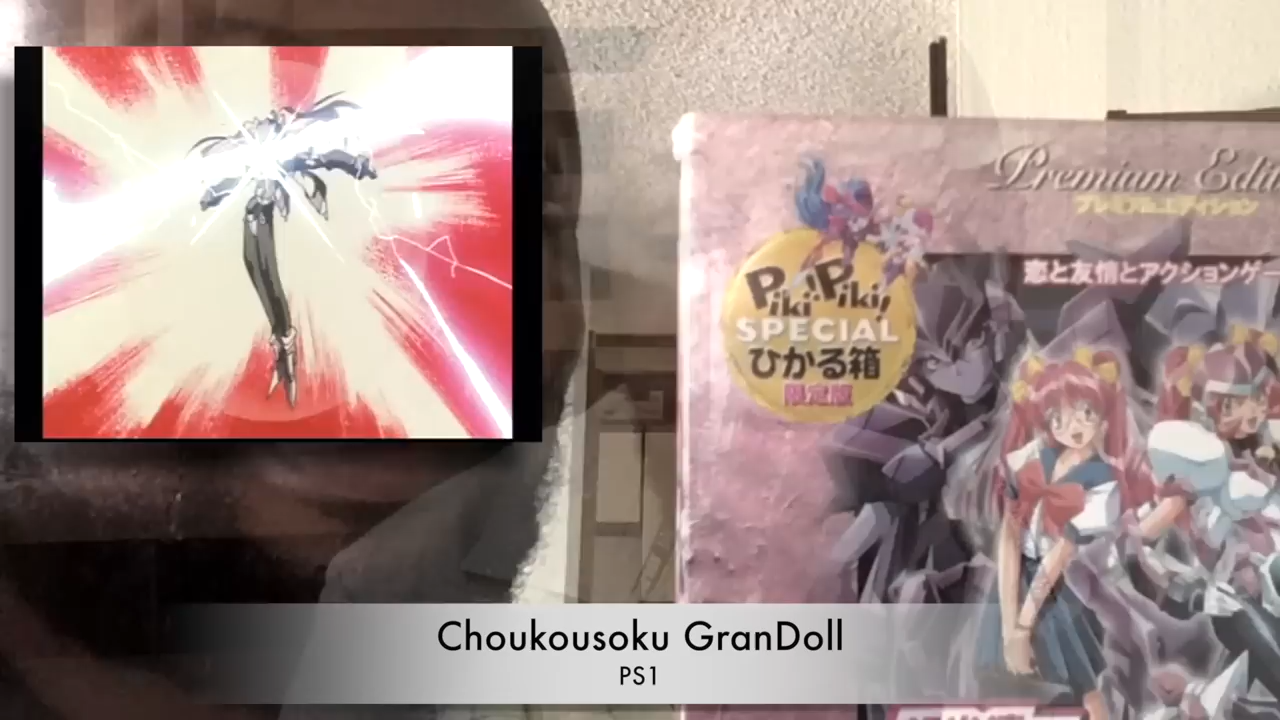 Premium Edit
プレミアムエディション
恋と友情とアクションゲー
Piki Piki!
SPECIAL
ひかる箱
限定版
Choukousoku GranDoll
PS1